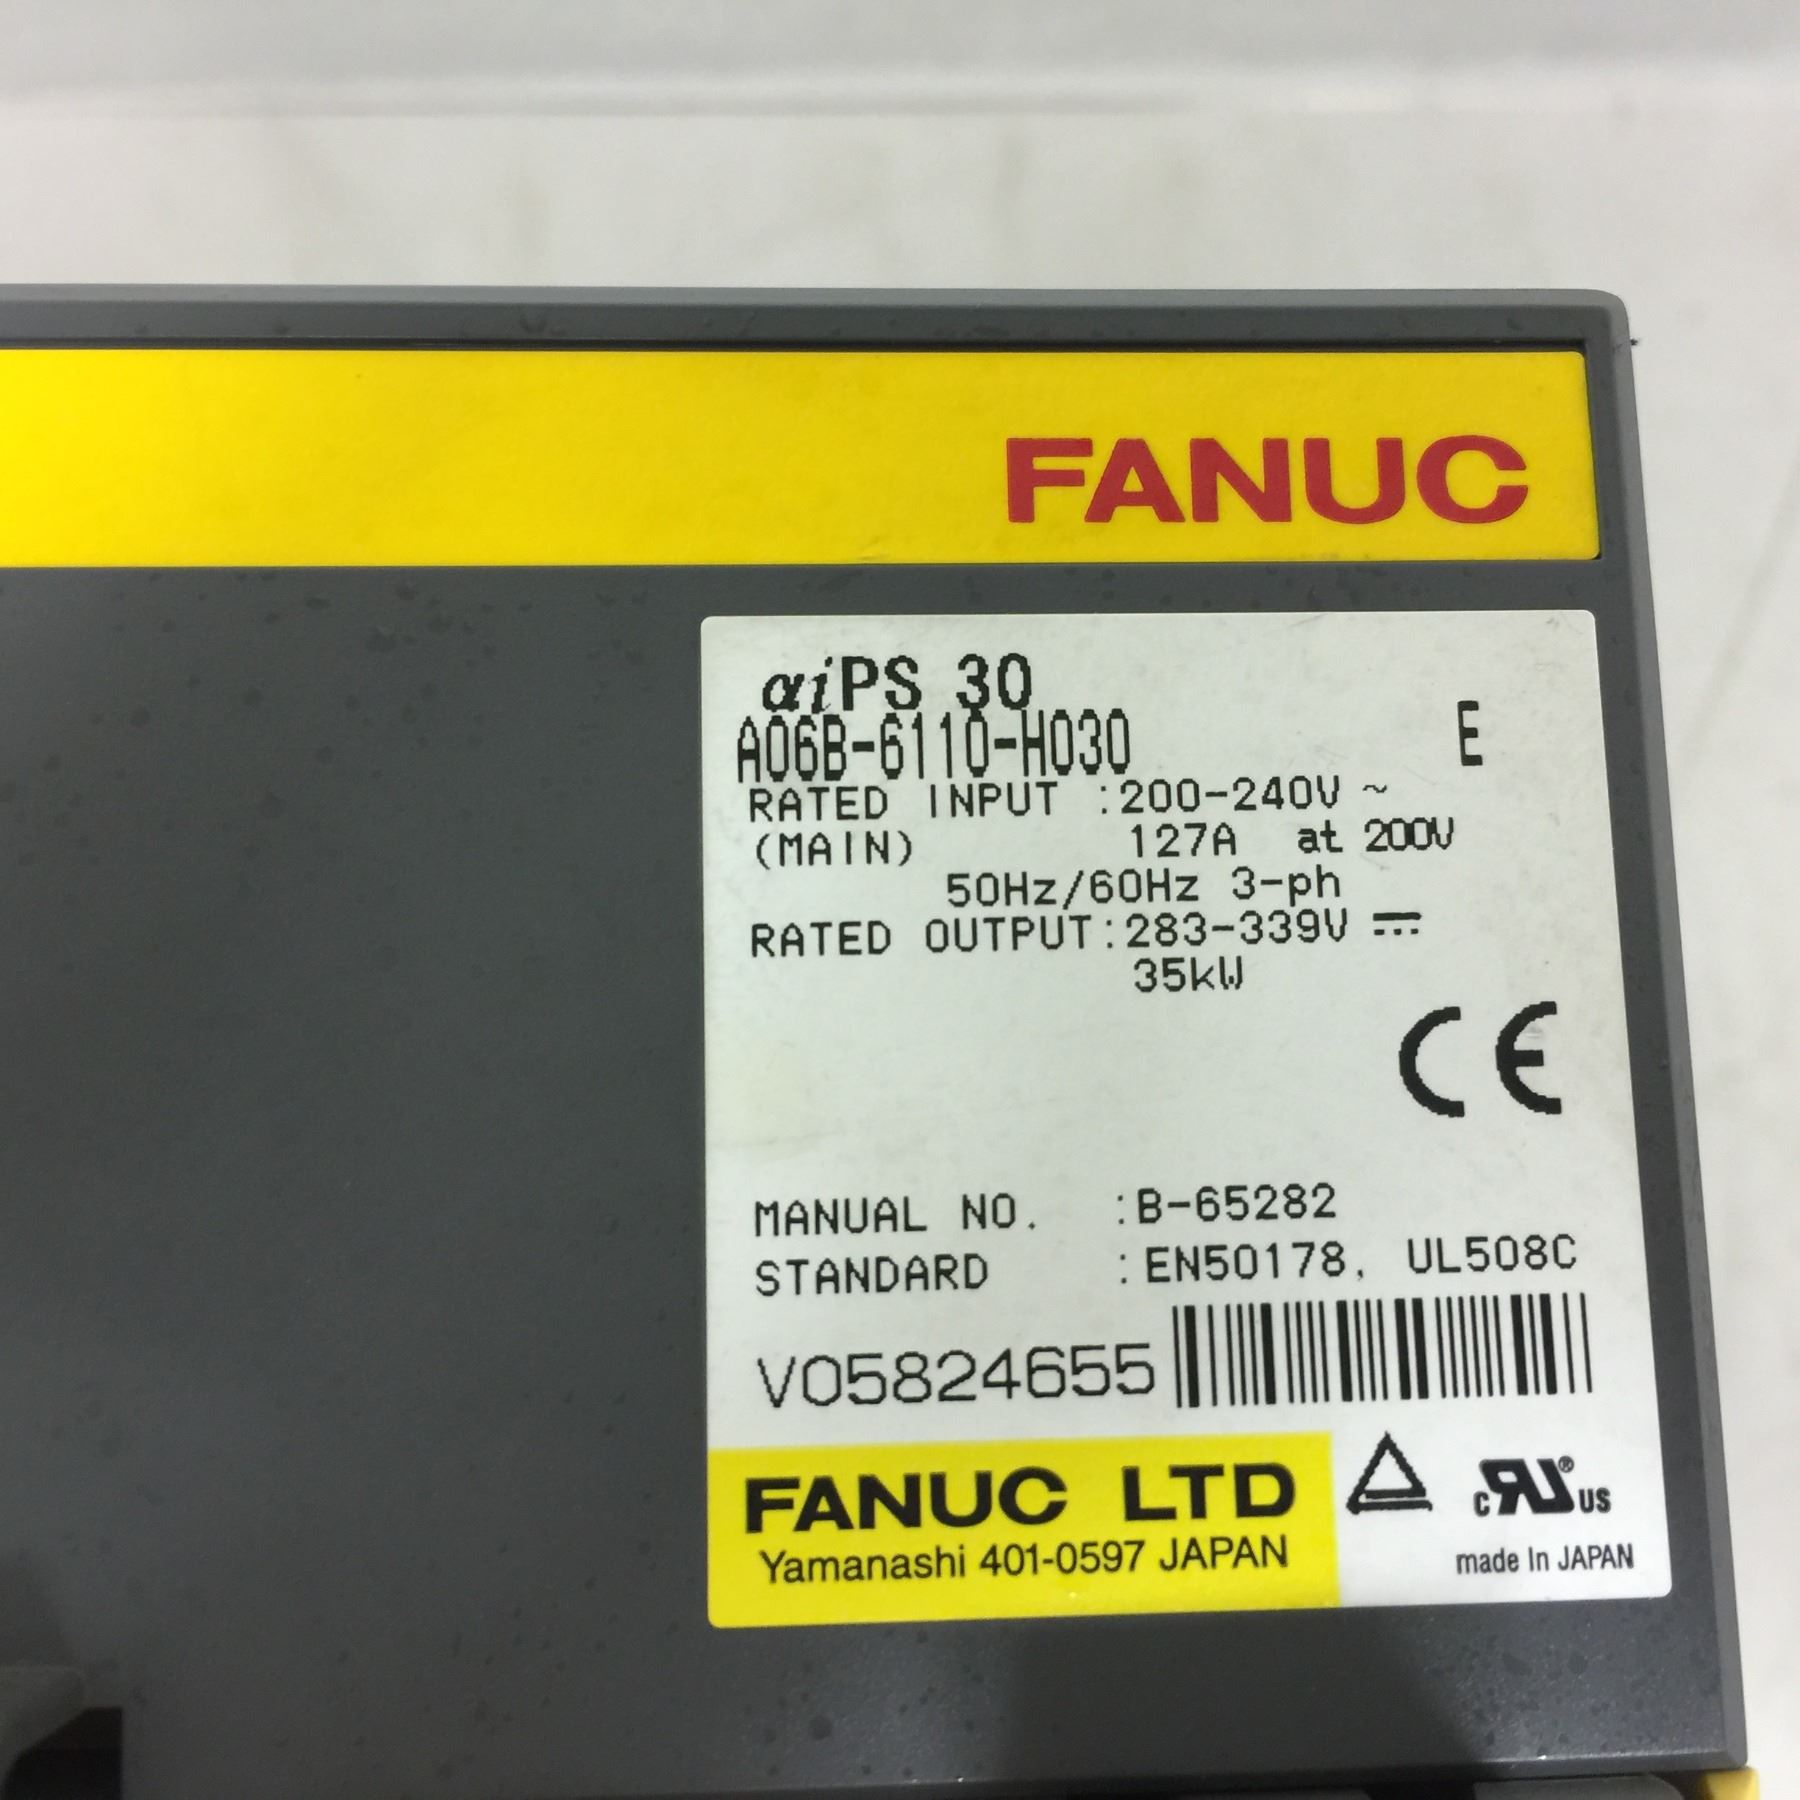 FANUC
αiPS 30
A06B-6110-H030 E
RATED INPUT :200-240V ~
(MAIN) 127A at 200V
50Hz/60Hz 3-ph
RATED OUTPUT:283-339V ⎓
35kW
CE
MANUAL NO. :B-65282
STANDARD :EN50178, UL508C
V05824655
FANUC LTD
Yamanashi 401-0597 JAPAN
c RU® US
made In JAPAN